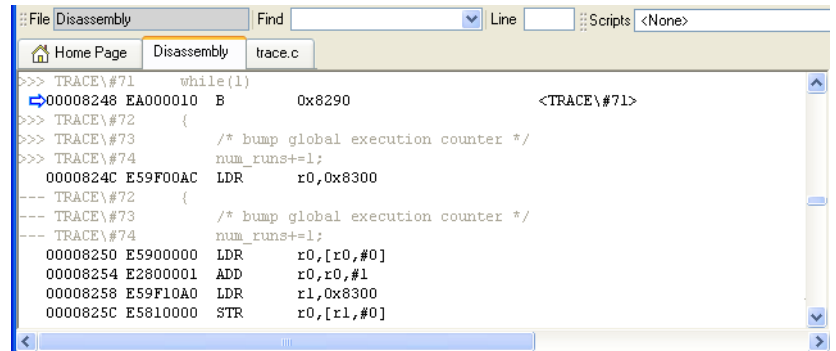 File Disassembly Find Line Scripts <None>
Home Page Disassembly trace.c
>>> TRACE\#71 while(1)
00008248 EA000010 B 0x8290 <TRACE\#71>
>>> TRACE\#72 {
>>> TRACE\#73 /* bump global execution counter */
>>> TRACE\#74 num_runs+=1;
0000824C E59F00AC LDR r0,0x8300
--- TRACE\#72 {
--- TRACE\#73 /* bump global execution counter */
--- TRACE\#74 num_runs+=1;
00008250 E5900000 LDR r0,[r0,#0]
00008254 E2800001 ADD r0,r0,#1
00008258 E59F10A0 LDR r1,0x8300
0000825C E5810000 STR r0,[r1,#0]